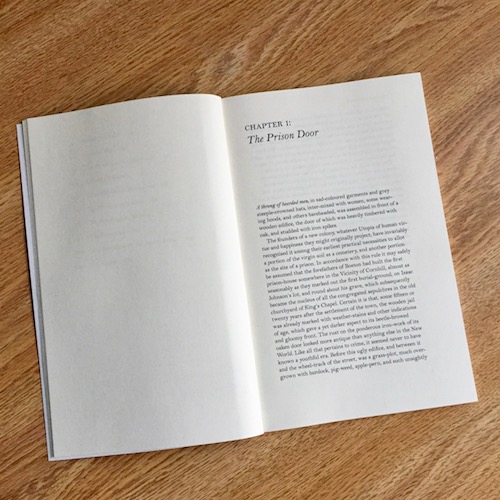 CHAPTER 1:
The Prison Door
A throng of bearded men, in sad-coloured garments and grey
steeple-crowned hats, inter-mixed with women, some wear-
ing hoods, and others bareheaded, was assembled in front of a
wooden edifice, the door of which was heavily timbered with
oak, and studded with iron spikes.
The founders of a new colony, whatever Utopia of human vir-
tue and happiness they might originally project, have invariably
recognised it among their earliest practical necessities to allot
a portion of the virgin soil as a cemetery, and another portion
as the site of a prison. In accordance with this rule it may safely
be assumed that the forefathers of Boston had built the first
prison-house somewhere in the Vicinity of Cornhill, almost as
seasonably as they marked out the first burial-ground, on Isaac
Johnson's lot, and round about his grave, which subsequently
became the nucleus of all the congregated sepulchres in the old
churchyard of King's Chapel. Certain it is that, some fifteen or
twenty years after the settlement of the town, the wooden jail
was already marked with weather-stains and other indications
of age, which gave a yet darker aspect to its beetle-browed
and gloomy front. The rust on the ponderous iron-work of its
oaken door looked more antique than anything else in the New
World. Like all that pertains to crime, it seemed never to have
known a youthful era. Before this ugly edifice, and between it
and the wheel-track of the street, was a grass-plot, much over-
grown with burdock, pig-weed, apple-pern, and such unsightly